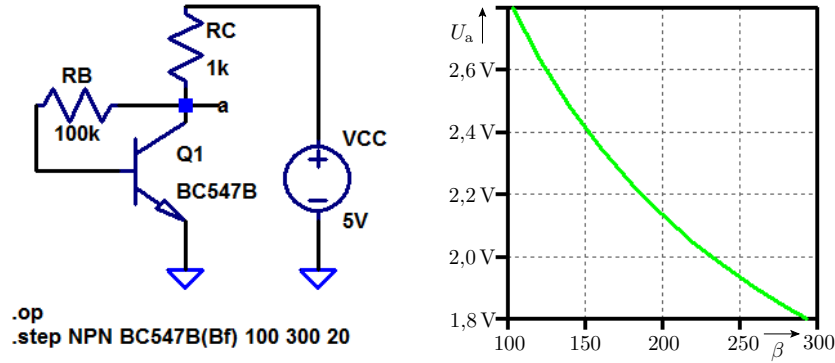 RC
1k
RB
100k
a
Q1
BC547B
VCC
5V
.op
.step NPN BC547B(Bf) 100 300 20
Ua
2,6 V
2,4 V
2,2 V
2,0 V
1,8 V
100 150 200 250 300
β